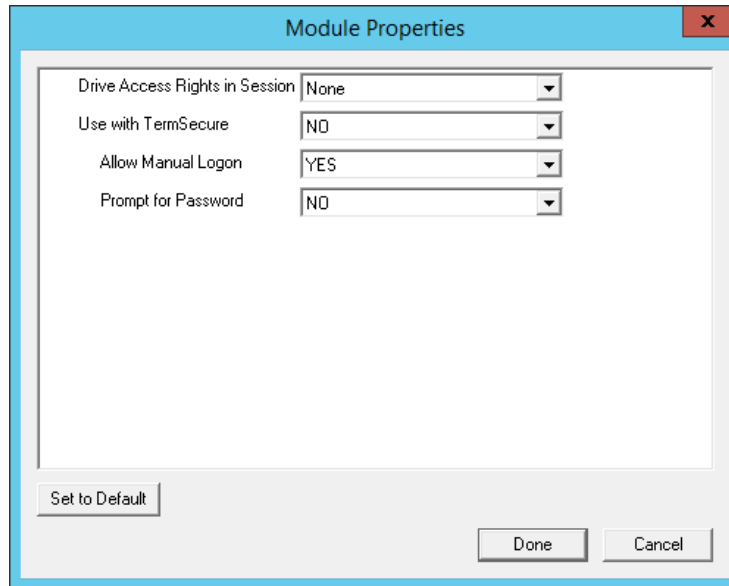 Module Properties
x
Drive Access Rights in Session None
Use with TermSecure NO
Allow Manual Logon YES
Prompt for Password NO
Set to Default
Done Cancel